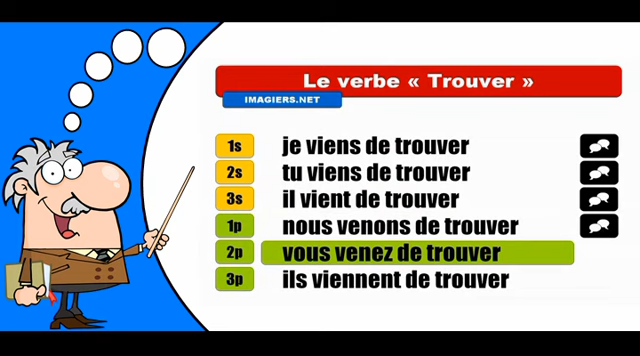 Le verbe « Trouver »
IMAGIERS.NET
1s je viens de trouver
2s tu viens de trouver
3s il vient de trouver
1p nous venons de trouver
2p vous venez de trouver
3p ils viennent de trouver